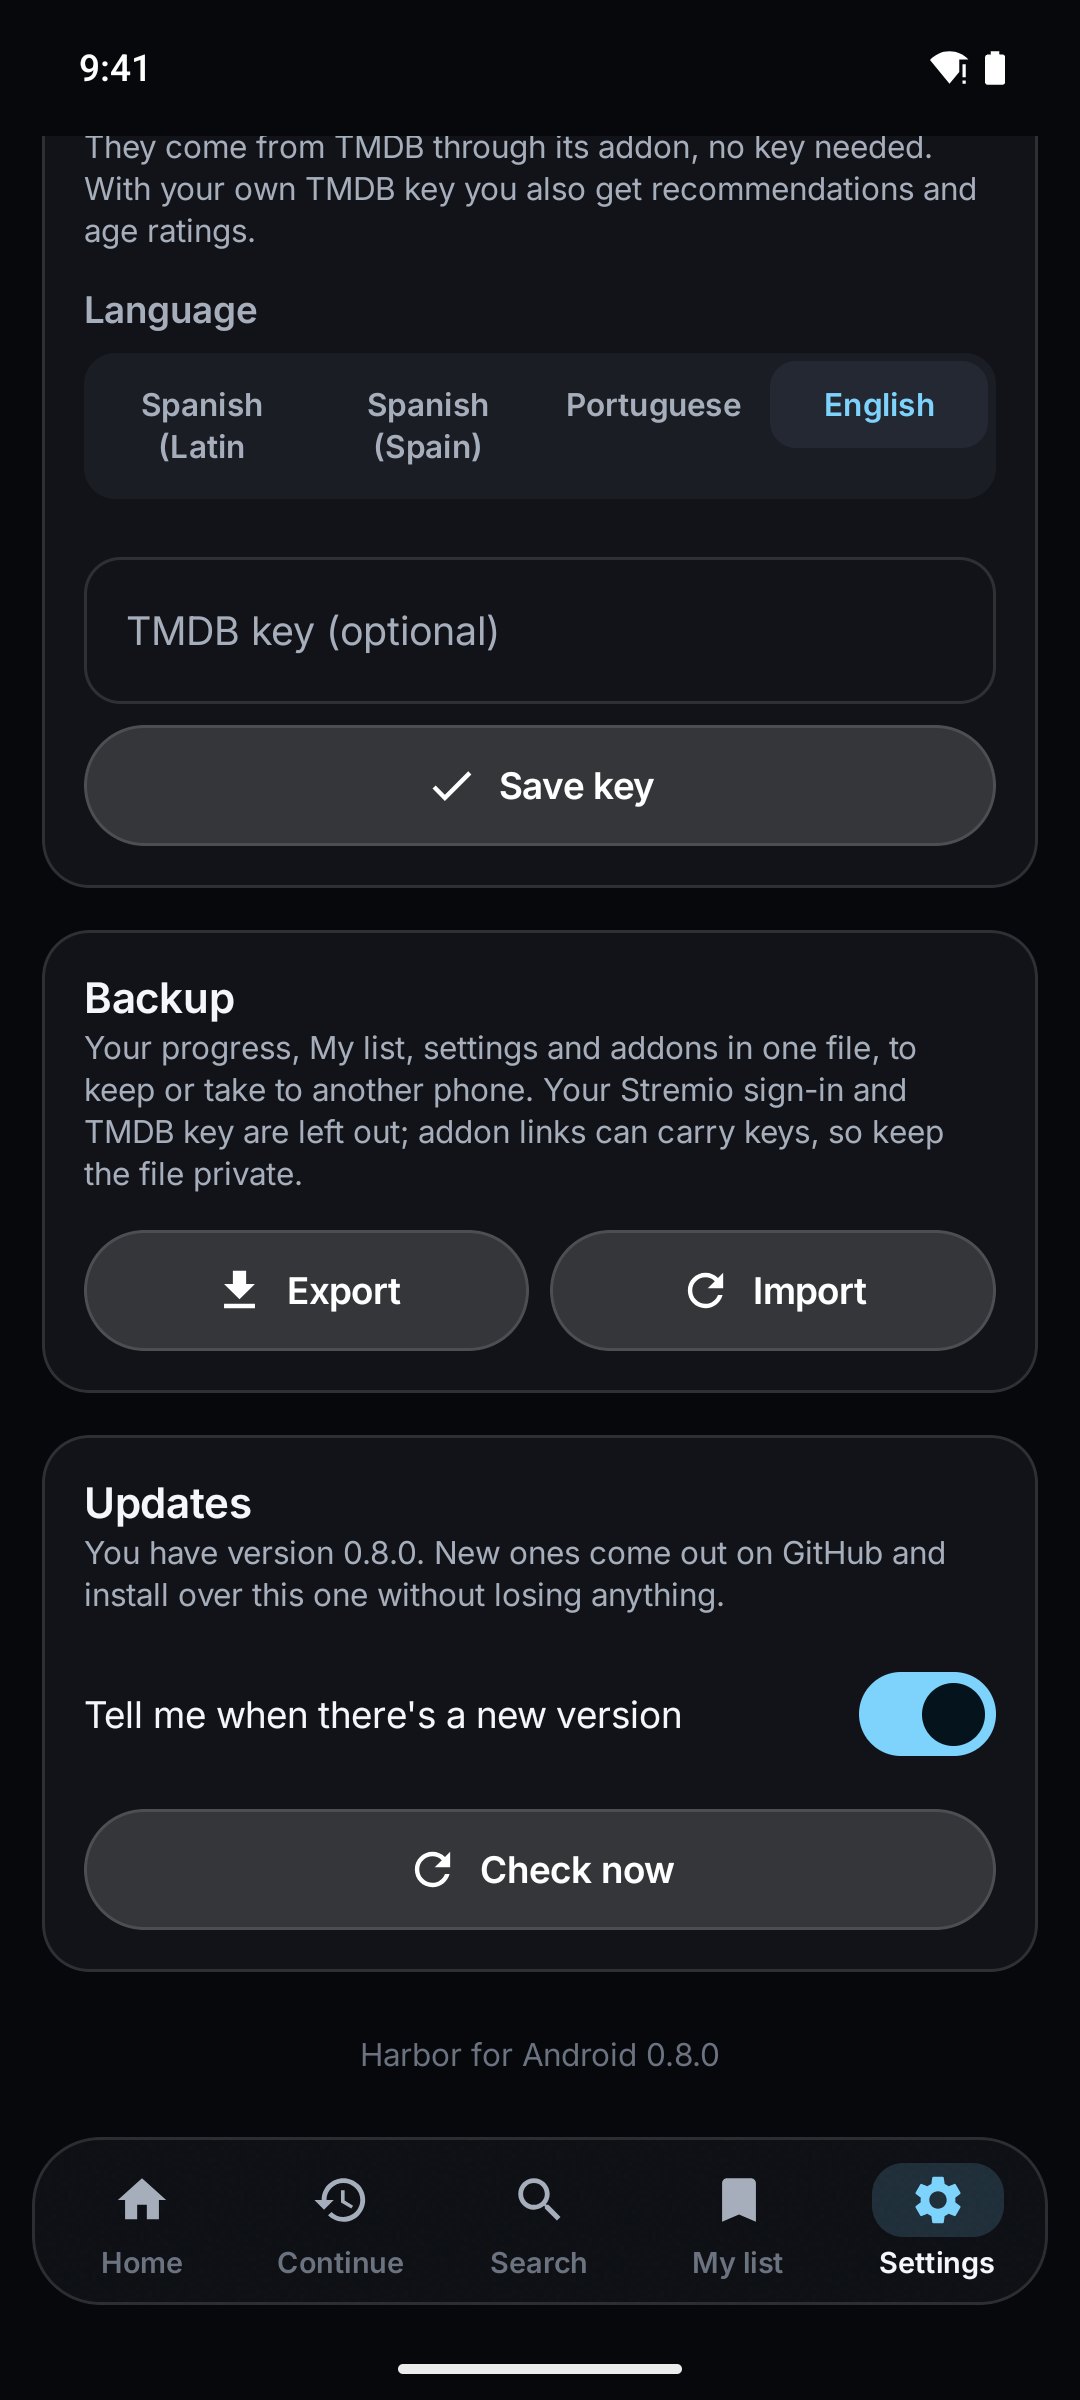 9:41
They come from TMDB through its addon, no key needed.
With your own TMDB key you also get recommendations and
age ratings.
Language
Spanish
(Latin
Spanish
(Spain)
Portuguese
English
TMDB key (optional)
Save key
Backup
Your progress, My list, settings and addons in one file, to
keep or take to another phone. Your Stremio sign-in and
TMDB key are left out; addon links can carry keys, so keep
the file private.
Export
Import
Updates
You have version 0.8.0. New ones come out on GitHub and
install over this one without losing anything.
Tell me when there's a new version
Check now
Harbor for Android 0.8.0
Home
Continue
Search
My list
Settings